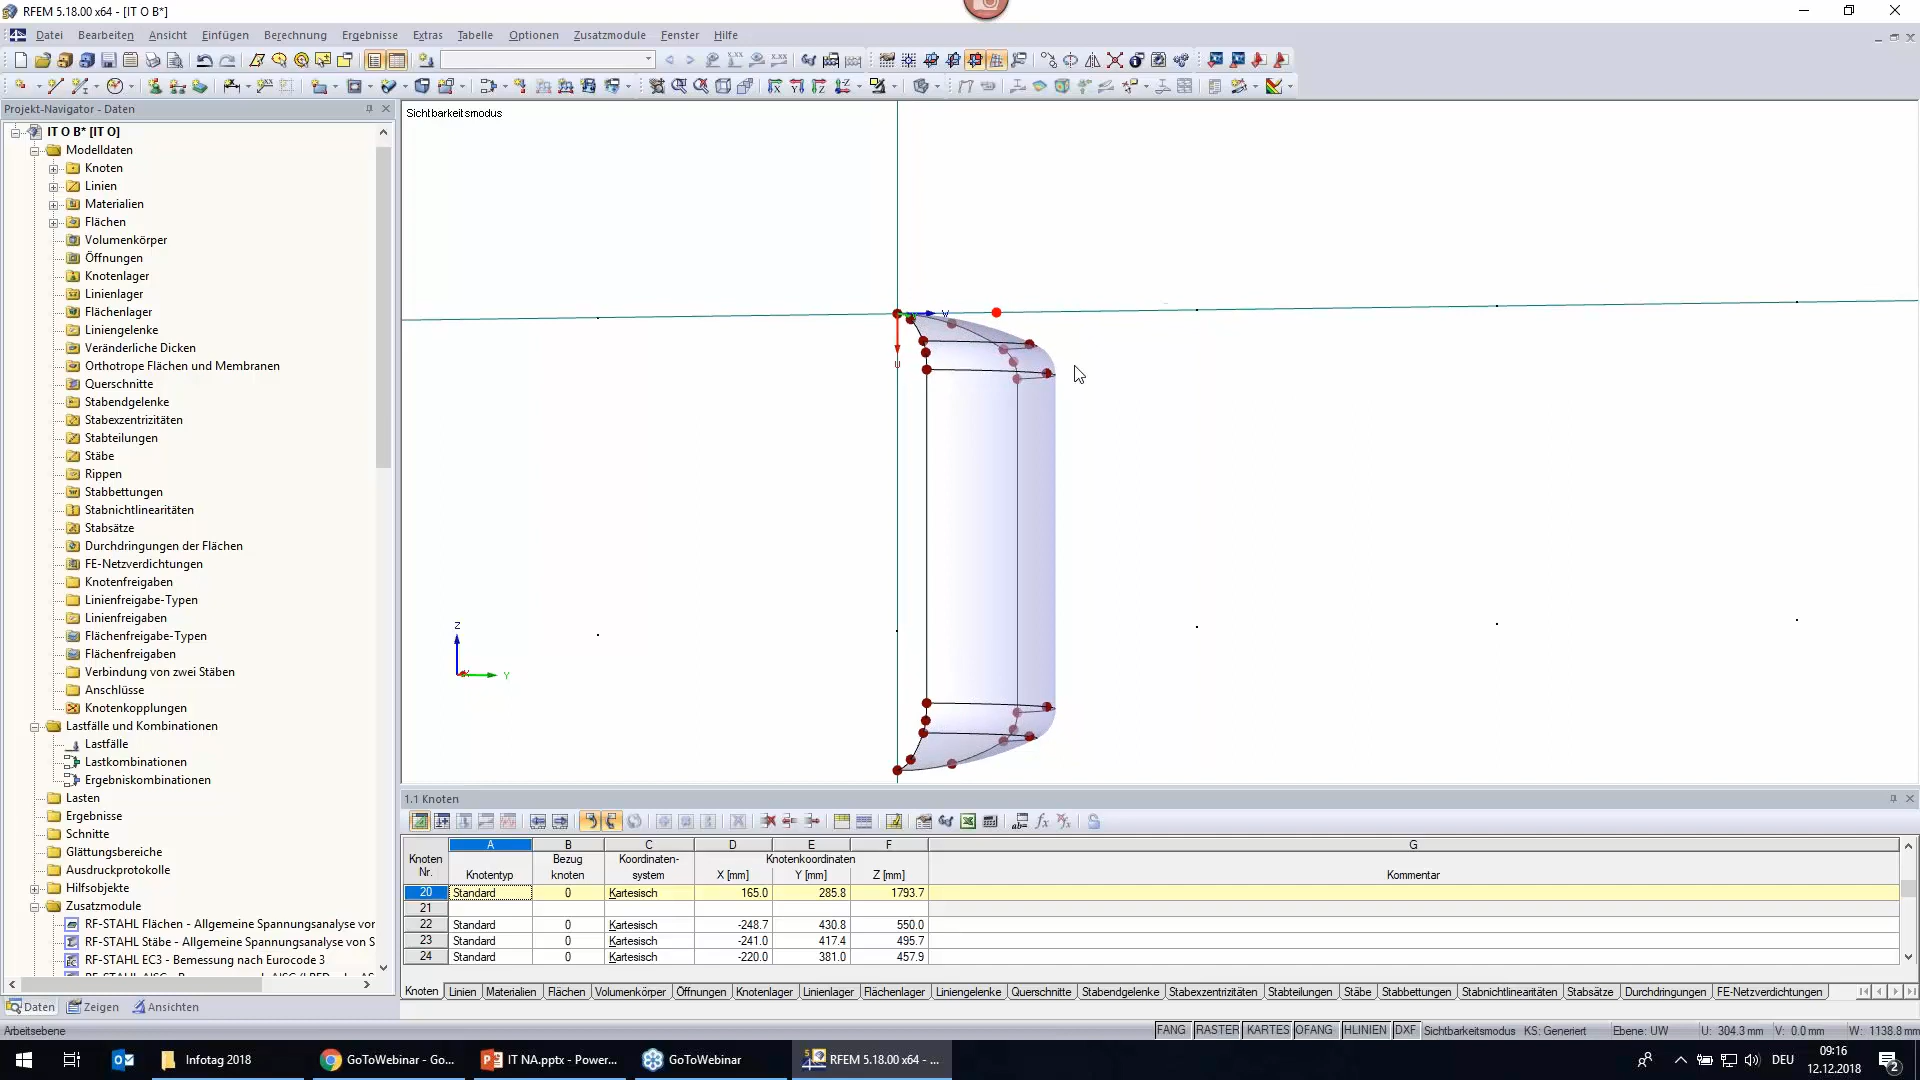 RFEM 5.18.00 x64 - [IT O B*]
Datei Bearbeiten Ansicht Einfügen Berechnung Ergebnisse Extras Tabelle Optionen Zusatzmodule Fenster Hilfe
Projekt-Navigator - Daten
IT O B* [IT O]
Modelldaten
Knoten
Linien
Materialien
Flächen
Volumenkörper
Öffnungen
Knotenlager
Linienlager
Flächenlager
Liniengelenke
Veränderliche Dicken
Orthotrope Flächen und Membranen
Querschnitte
Stabendgelenke
Stabexzentrizitäten
Stabteilungen
Stäbe
Rippen
Stabbettungen
Stabnichtlinearitäten
Stabsätze
Durchdringungen der Flächen
FE-Netzverdichtungen
Knotenfreigaben
Linienfreigabe-Typen
Linienfreigaben
Flächenfreigabe-Typen
Flächenfreigaben
Verbindung von zwei Stäben
Anschlüsse
Knotenkopplungen
Lastfälle und Kombinationen
Lastfälle
Lastkombinationen
Ergebniskombinationen
Lasten
Ergebnisse
Schnitte
Glättungsbereiche
Ausdruckprotokolle
Hilfsobjekte
Zusatzmodule
RF-STAHL Flächen - Allgemeine Spannungsanalyse vor
RF-STAHL Stäbe - Allgemeine Spannungsanalyse von S
RF-STAHL EC3 - Bemessung nach Eurocode 3
Daten Zeigen Ansichten
Sichtbarkeitsmodus
W
U
Z
Y
1.1 Knoten
A B C D E F G
Knoten Bezug Koordinaten- Knotenkoordinaten
Nr. Knotentyp knoten system X [mm] Y [mm] Z [mm] Kommentar
20 Standard 0 Kartesisch 165.0 285.8 1793.7
21
22 Standard 0 Kartesisch -248.7 430.8 550.0
23 Standard 0 Kartesisch -241.0 417.4 495.7
24 Standard 0 Kartesisch -220.0 381.0 457.9
Knoten Linien Materialien Flächen Volumenkörper Öffnungen Knotenlager Linienlager Flächenlager Liniengelenke Querschnitte Stabendgelenke Stabexzentrizitäten Stabteilungen Stäbe Stabbettungen Stabnichtlinearitäten Stabsätze Durchdringungen FE-Netzverdichtungen
Arbeitsebene FANG RASTER KARTES OFANG HLINIEN DXF Sichtbarkeitsmodus KS: Generiert Ebene: UW U: 304.3 mm V: 0.0 mm W: 1138.8 m
Infotag 2018 GoToWebinar - Go... IT NA.pptx - Power... GoToWebinar RFEM 5.18.00 x64 - ... DEU 09:16
12.12.2018
2